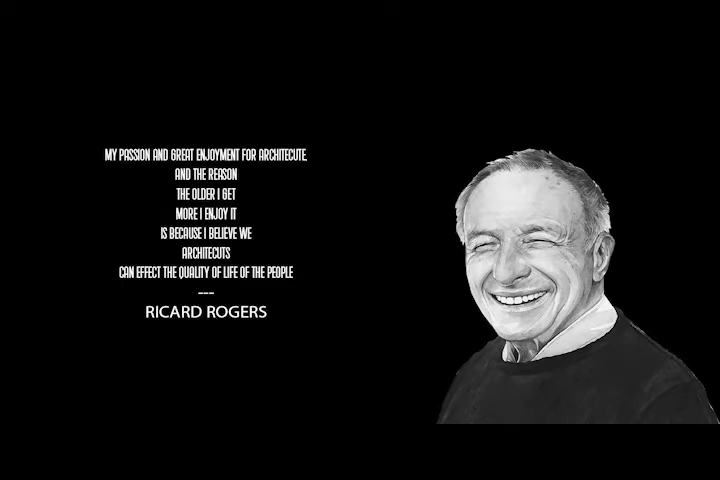 MY PASSION AND GREAT ENJOYMENT FOR ARCHITECUTE,
AND THE REASON
THE OLDER I GET
MORE I ENJOY IT
IS BECAUSE I BELIEVE WE
ARCHITECUTS
CAN EFFECT THE QUALITY OF LIFE OF THE PEOPLE
---
RICARD ROGERS